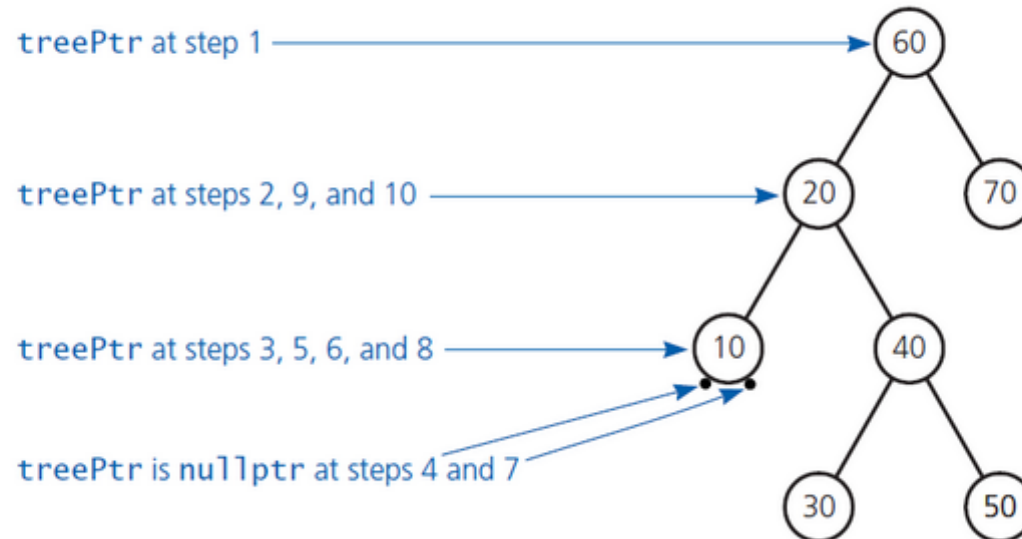 treePtr at step 1
60
treePtr at steps 2, 9, and 10
20
70
treePtr at steps 3, 5, 6, and 8
10
40
treePtr is nullptr at steps 4 and 7
30
50